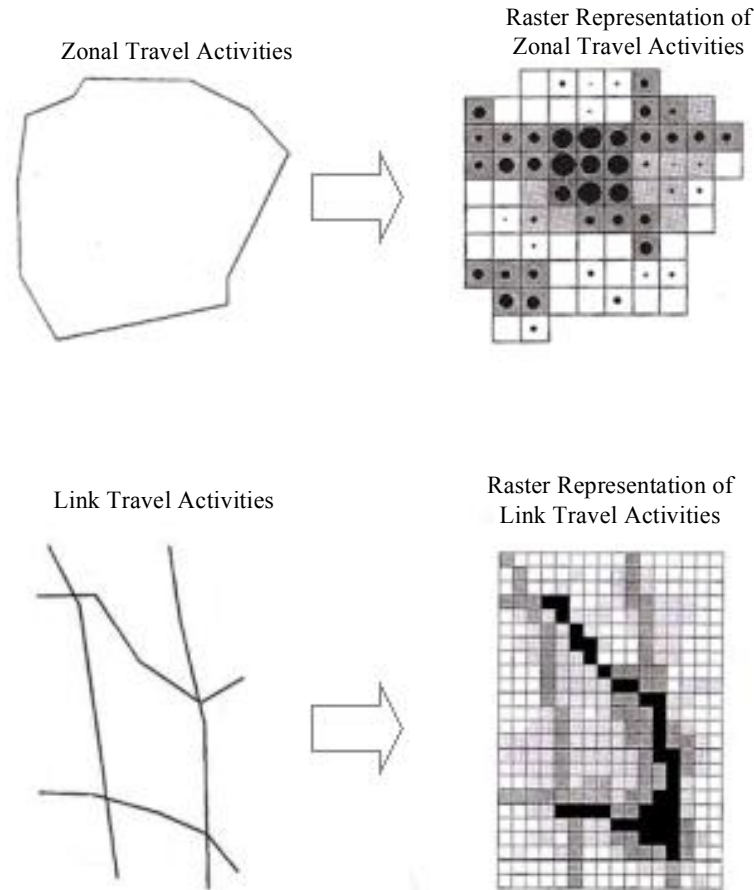 Zonal Travel Activities
Raster Representation of
Zonal Travel Activities
Link Travel Activities
Raster Representation of
Link Travel Activities